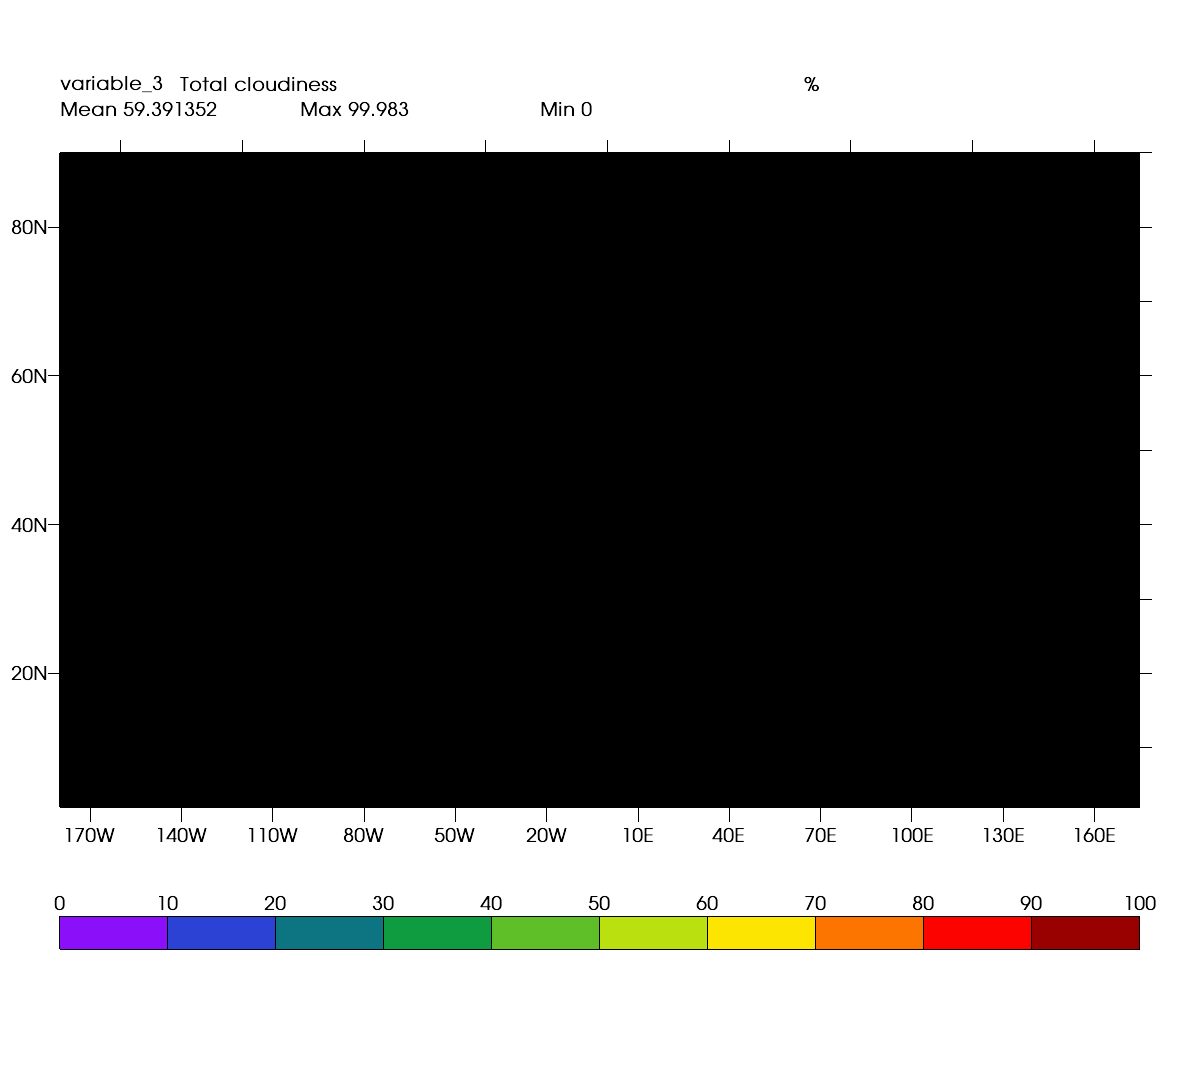 variable_3 Total cloudiness %
Mean 59.391352 Max 99.983 Min 0
80N
60N
40N
20N
170W 140W 110W 80W 50W 20W 10E 40E 70E 100E 130E 160E
0 10 20 30 40 50 60 70 80 90 100